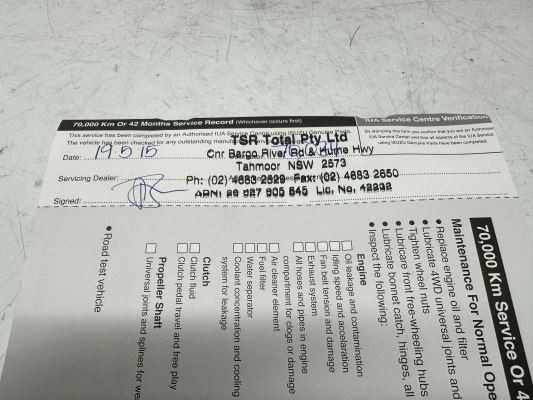 70,000 Km Or 42 Months Service Record (Whichever occurs first)
This service has been completed by an Authorised IUA Service Centre using ISUZU Genuine Parts.
The vehicle has been checked for any outstanding
Date: 19.5.15
Servicing Dealer:
Signed:
TSR Total Pty Ltd
Cnr Bargo River Rd & Hume Hwy
Tahmoor NSW 2573
Ph: (02) 4683 2529 Fax: (02) 4683 2650
Lic. No. 42232
IUA Service Centre Verification
By stamping this form you confirm that you are an Authorised
IUA Service Center and that all aspects of the IUA Service
using ISUZU Genuine Parts have been completed.
70,000 Km Service Or 4
Maintenance For Normal Ope
• Replace engine oil and filter
• Lubricate 4WD universal joints and
• Tighten wheel nuts
• Lubricate front free-wheeling hubs
• Lubricate bonnet catch, hinges, all
• Inspect the following:
Engine
Oil leakage and contamination
Idling speed and acceleration
Fan belt tension and damage
Exhaust system
All hoses and pipes in engine
compartment for clogs or damage
Air cleaner element
Fuel filter
Water separator
Coolant concentration and cooling
system for leakage
Clutch
Clutch fluid
Clutch pedal travel and free play
Propeller Shaft
Universal joints and splines for wea
• Road test vehicle